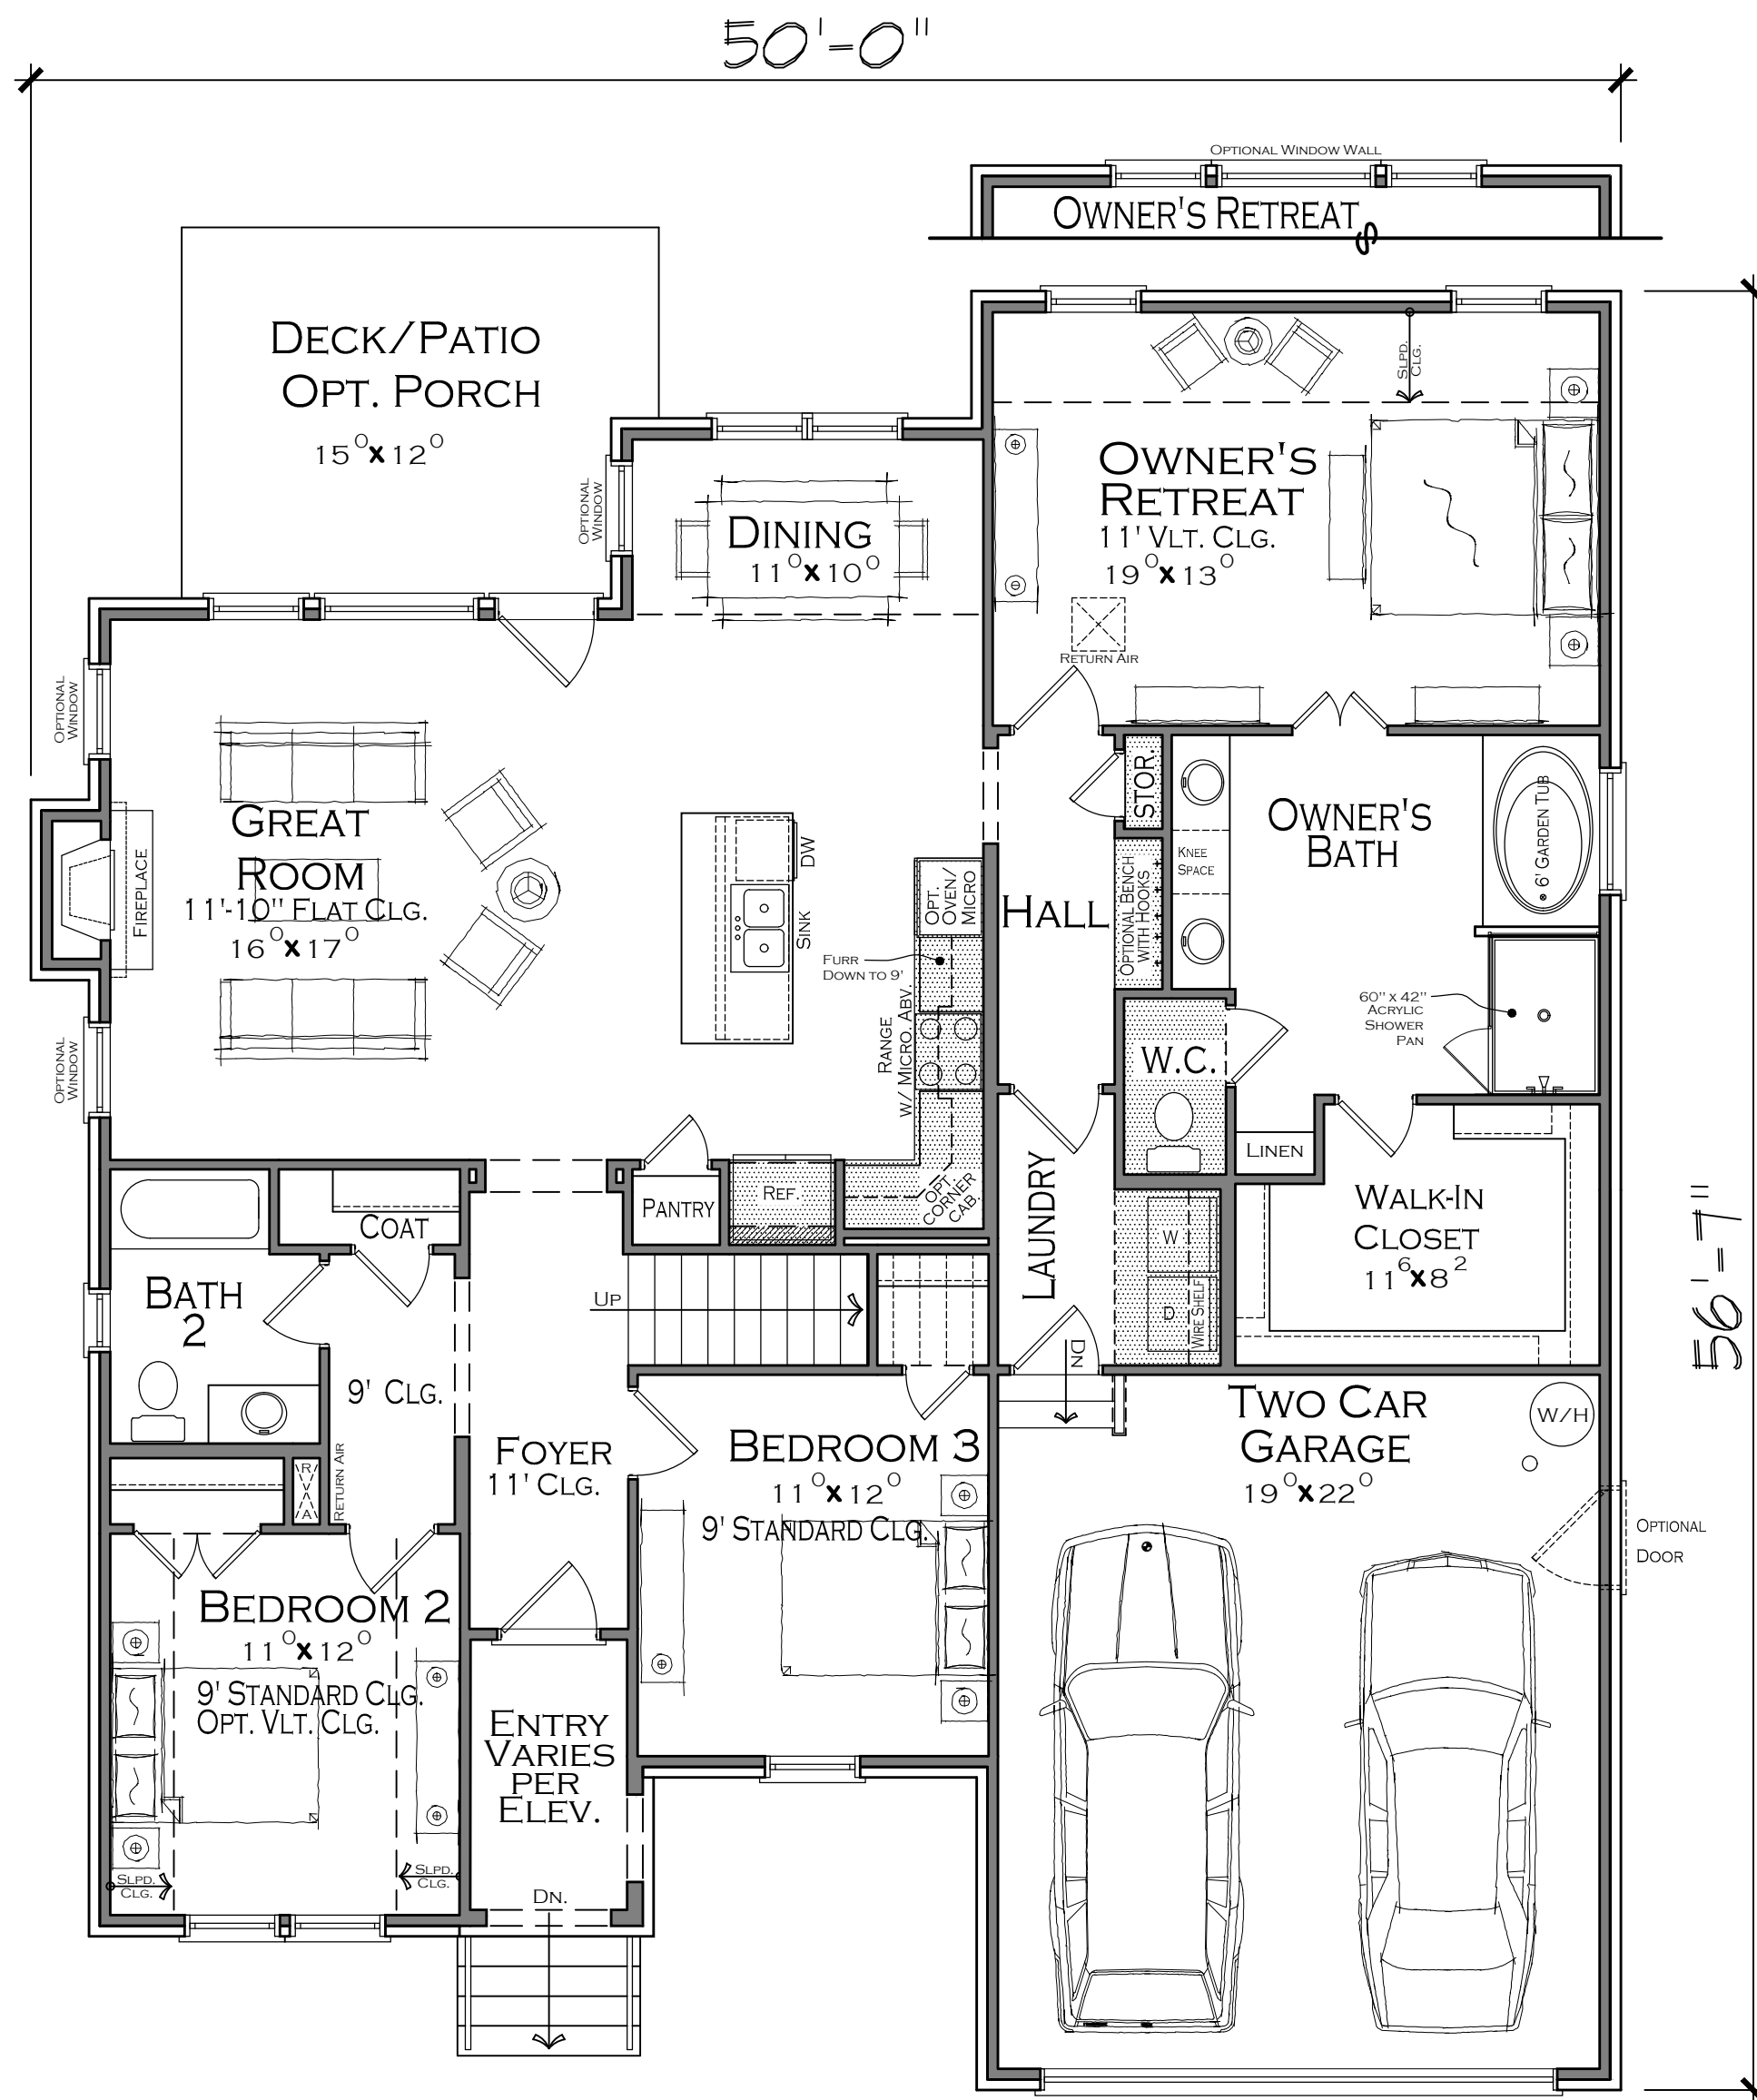 50'-0"
OPTIONAL WINDOW WALL
OWNER'S RETREAT
DECK/PATIO
OPT. PORCH
15⁰x12⁰
OPTIONAL
WINDOW
DINING
11⁰x10⁰
SLPD.
CLG.
OWNER'S
RETREAT
11' VLT. CLG.
19⁰x13⁰
RETURN AIR
OPTIONAL
WINDOW
GREAT
ROOM
11'-10" FLAT CLG.
16⁰x17⁰
FIREPLACE
OPTIONAL
WINDOW
DW
SINK
OPT.
OVEN/
MICRO
FURR
DOWN TO 9'
RANGE
W/ MICRO. ABV.
OPT.
CORNER
CAB.
HALL
STOR.
OPTIONAL BENCH
WITH HOOKS
KNEE
SPACE
OWNER'S
BATH
6' GARDEN TUB
60" x 42"
ACRYLIC
SHOWER
PAN
W.C.
LINEN
PANTRY
REF.
COAT
LAUNDRY
W
D
WIRE SHELF
WALK-IN
CLOSET
11⁶x8²
56'-7"
BATH
2
UP
9' CLG.
DN
FOYER
11' CLG.
RETURN AIR
R
A
BEDROOM 3
11⁰x12⁰
9' STANDARD CLG.
TWO CAR
GARAGE
19⁰x22⁰
W/H
OPTIONAL
DOOR
BEDROOM 2
11⁰x12⁰
9' STANDARD CLG.
OPT. VLT. CLG.
SLPD.
CLG.
SLPD.
CLG.
ENTRY
VARIES
PER
ELEV.
DN.